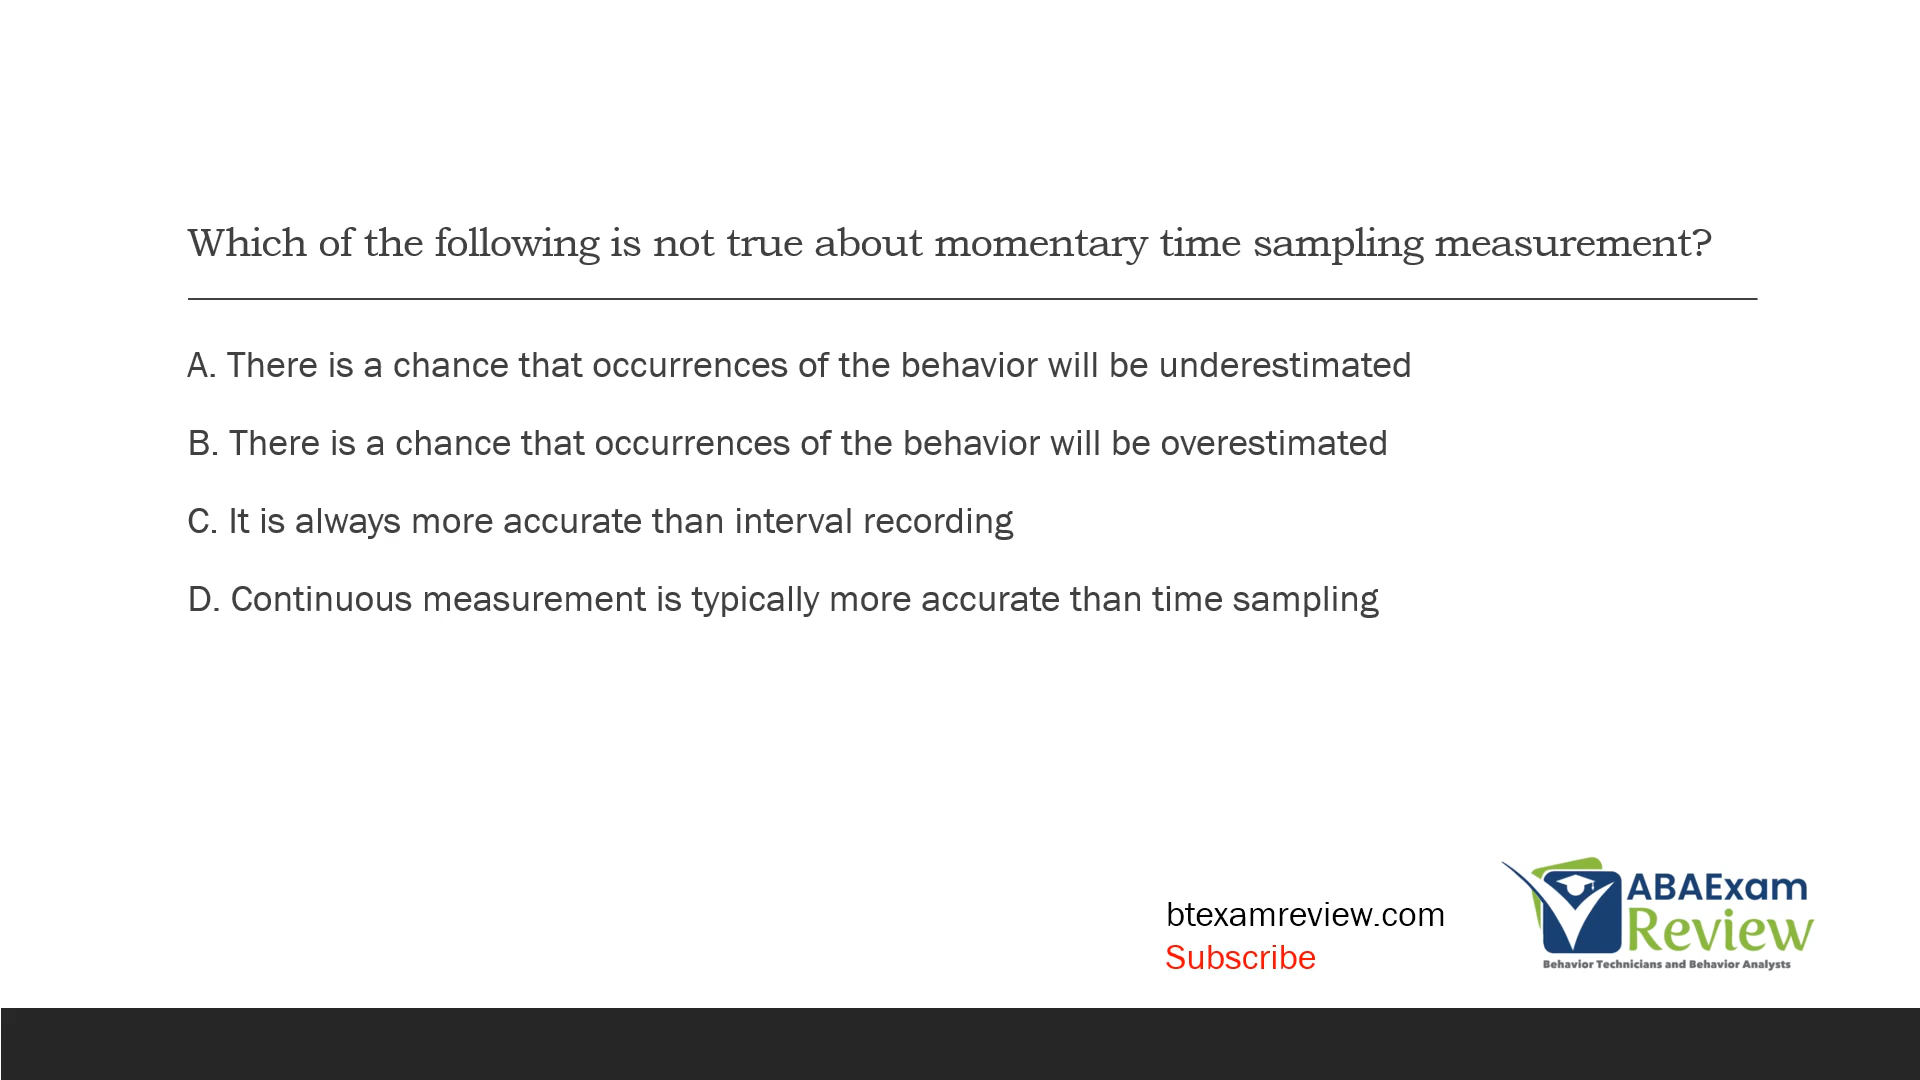 Which of the following is not true about momentary time sampling measurement?
A. There is a chance that occurrences of the behavior will be underestimated
B. There is a chance that occurrences of the behavior will be overestimated
C. It is always more accurate than interval recording
D. Continuous measurement is typically more accurate than time sampling
btexamreview.com
Subscribe
ABAExam
Review
Behavior Technicians and Behavior Analysts